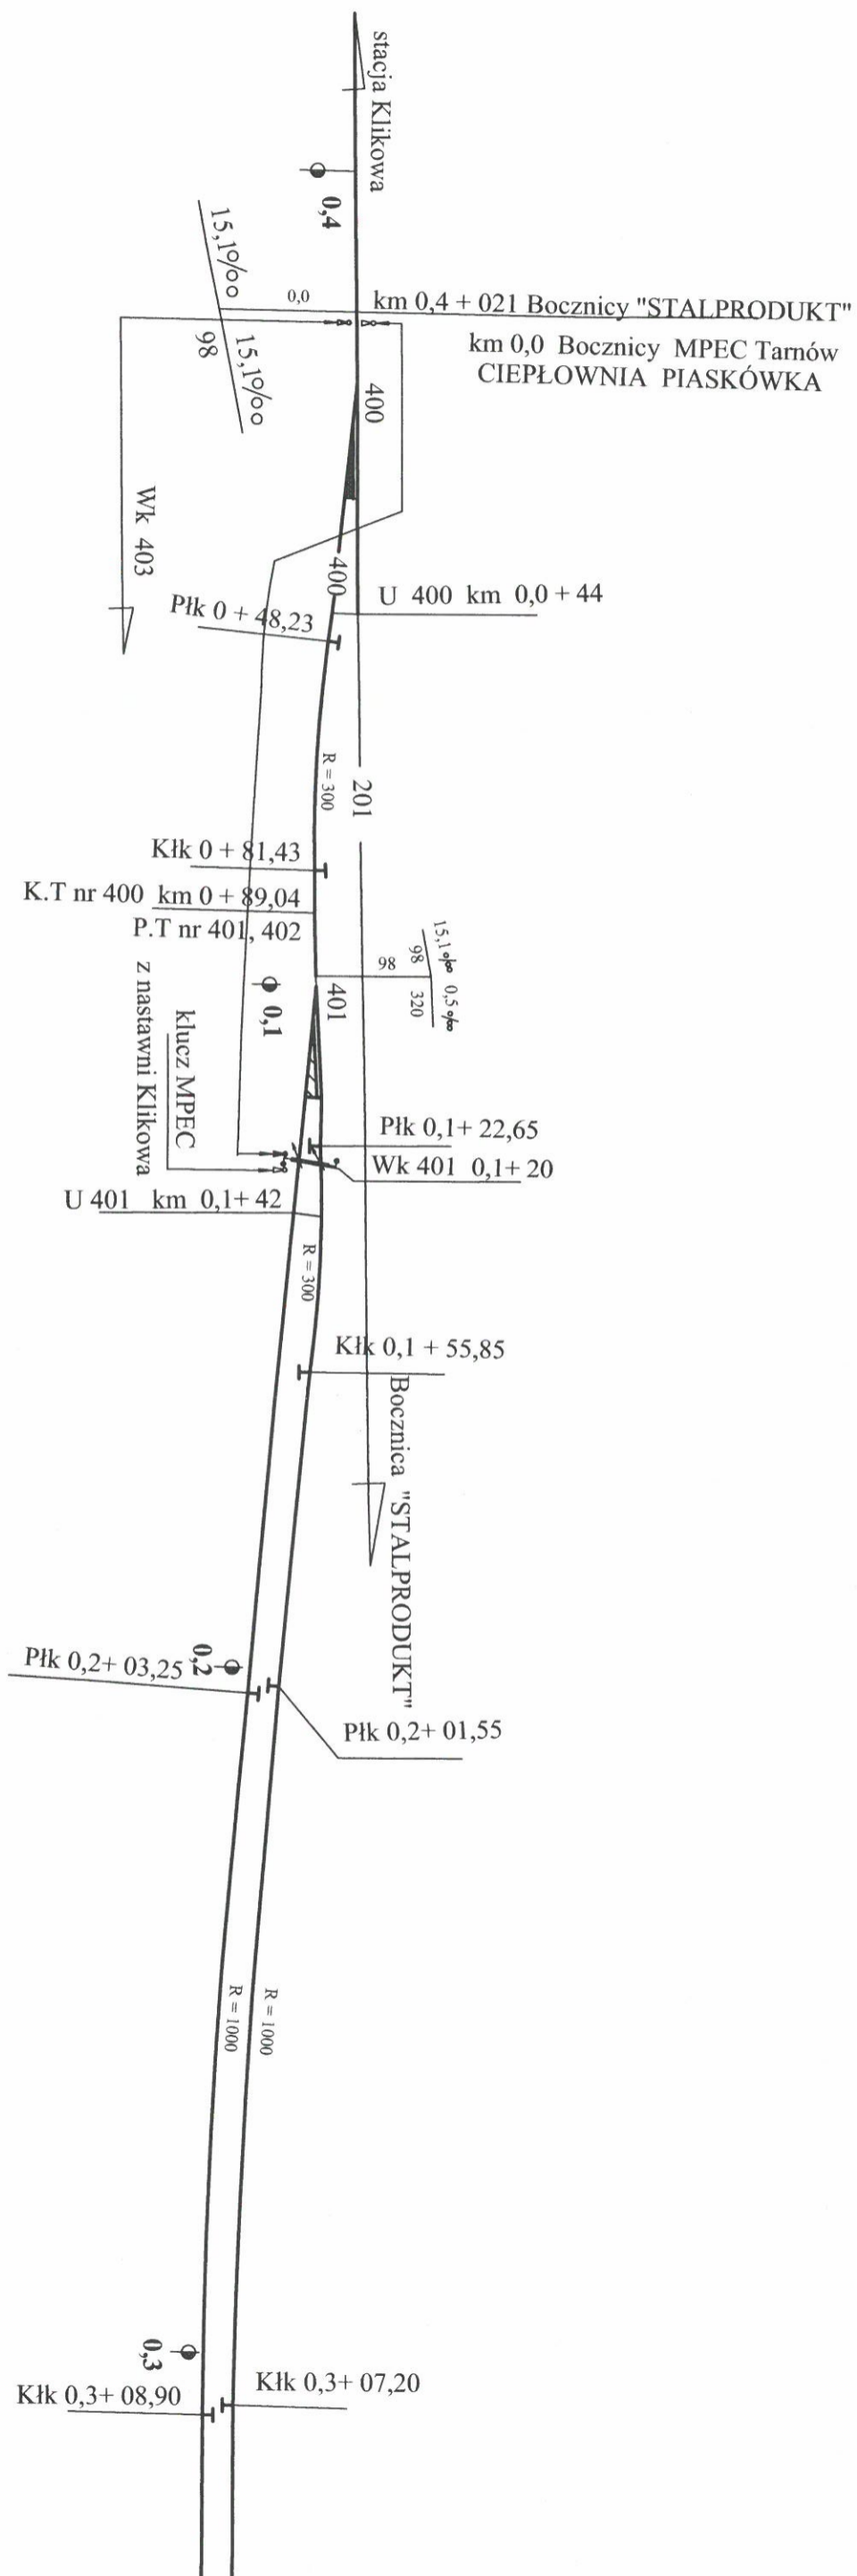 stacja Klikowa
0,4
15,1‰
0,0
15,1‰
98
km 0,4 + 021 Bocznicy "STALPRODUKT"
km 0,0 Bocznicy MPEC Tarnów
CIEPŁOWNIA PIASKÓWKA
400
Wk 403
400
U 400 km 0,0 + 44
Płk 0 + 48,23
R = 300
201
Kłk 0 + 81,43
K.T nr 400 km 0 + 89,04
P.T nr 401, 402
15,1‰ 0,5‰
98 320
98
401
0,1
klucz MPEC
z nastawni Klikowa
Płk 0,1+ 22,65
Wk 401 0,1+ 20
U 401 km 0,1+ 42
R = 300
Kłk 0,1 + 55,85
Bocznica "STALPRODUKT"
0,2
Płk 0,2+ 03,25
Płk 0,2+ 01,55
R = 1000
R = 1000
0,3
Kłk 0,3+ 07,20
Kłk 0,3+ 08,90